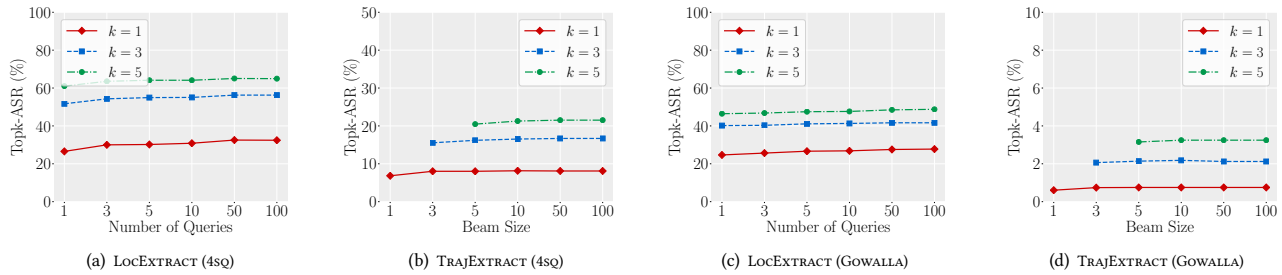 100
80
60
40
20
0
Topk-ASR (%)
k = 1
k = 3
k = 5
1 3 5 10 50 100
Number of Queries
(a) LocExtract (4sq)
50
40
30
20
10
0
Topk-ASR (%)
k = 1
k = 3
k = 5
1 3 5 10 50 100
Beam Size
(b) TrajExtract (4sq)
100
80
60
40
20
0
Topk-ASR (%)
k = 1
k = 3
k = 5
1 3 5 10 50 100
Number of Queries
(c) LocExtract (Gowalla)
10
8
6
4
2
0
Topk-ASR (%)
k = 1
k = 3
k = 5
1 3 5 10 50 100
Beam Size
(d) TrajExtract (Gowalla)